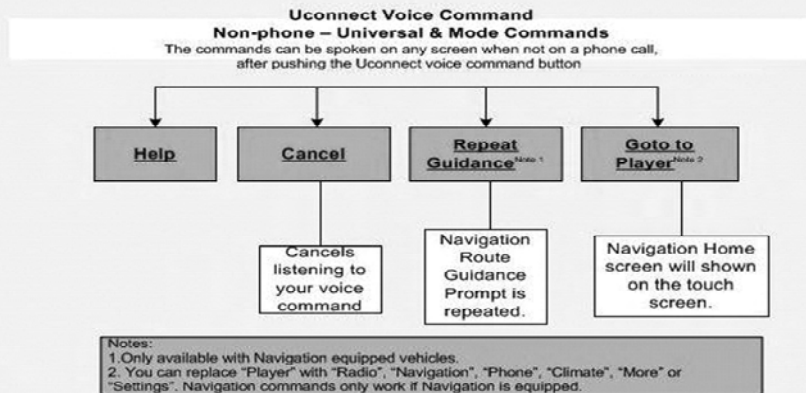 Uconnect Voice Command
Non-phone – Universal & Mode Commands
The commands can be spoken on any screen when not on a phone call,
after pushing the Uconnect voice command button
Help
Cancel
Repeat
Guidance Note 1
Goto to
Player Note 2
Cancels
listening to
your voice
command
Navigation
Route
Guidance
Prompt is
repeated.
Navigation Home
screen will shown
on the touch
screen.
Notes:
1.Only available with Navigation equipped vehicles.
2. You can replace “Player” with “Radio”, “Navigation”, “Phone”, “Climate”, “More” or
“Settings”. Navigation commands only work if Navigation is equipped.